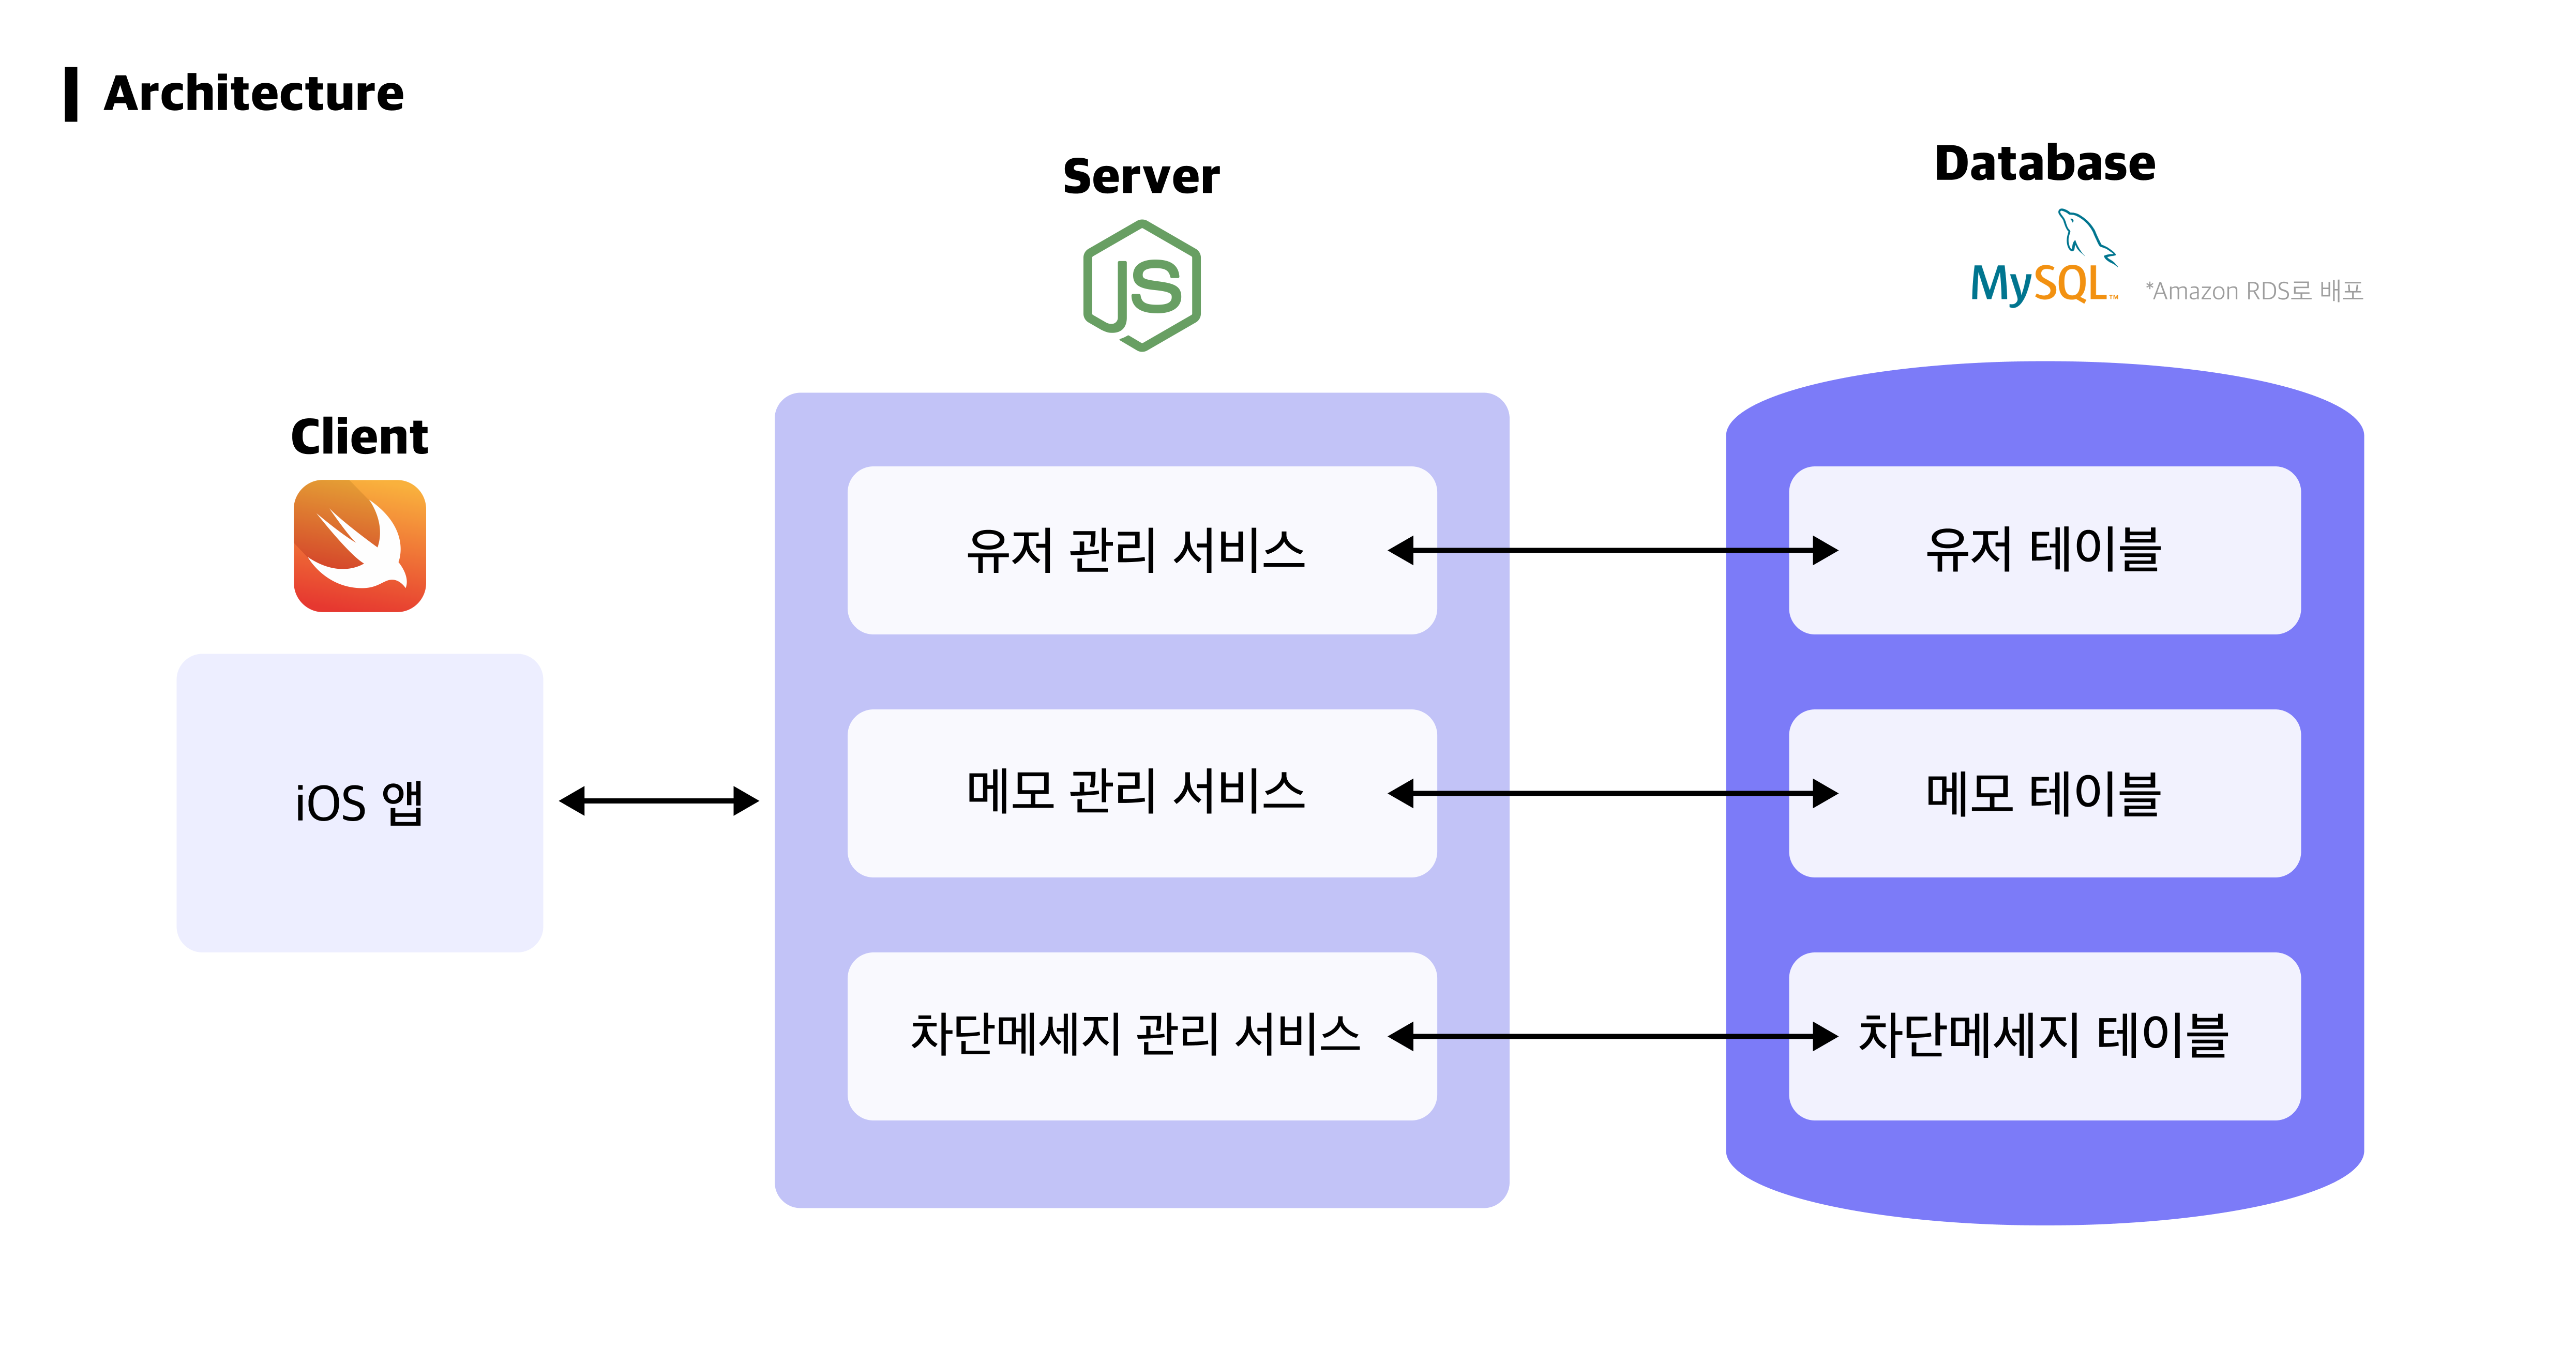 Architecture
Server
JS
Database
MySQL™
*Amazon RDS로 배포
Client
iOS 앱
유저 관리 서비스
유저 테이블
메모 관리 서비스
메모 테이블
차단메세지 관리 서비스
차단메세지 테이블